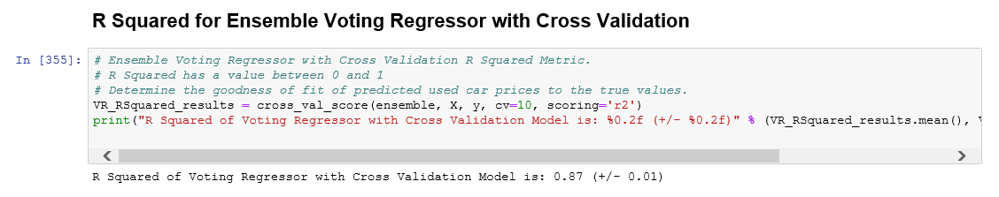 R Squared for Ensemble Voting Regressor with Cross Validation
In [355]: # Ensemble Voting Regressor with Cross Validation R Squared Metric.
# R Squared has a value between 0 and 1
# Determine the goodness of fit of predicted used car prices to the true values.
VR_RSquared_results = cross_val_score(ensemble, X, y, cv=10, scoring='r2')
print("R Squared of Voting Regressor with Cross Validation Model is: %0.2f (+/- %0.2f)" % (VR_RSquared_results.mean(),
R Squared of Voting Regressor with Cross Validation Model is: 0.87 (+/- 0.01)